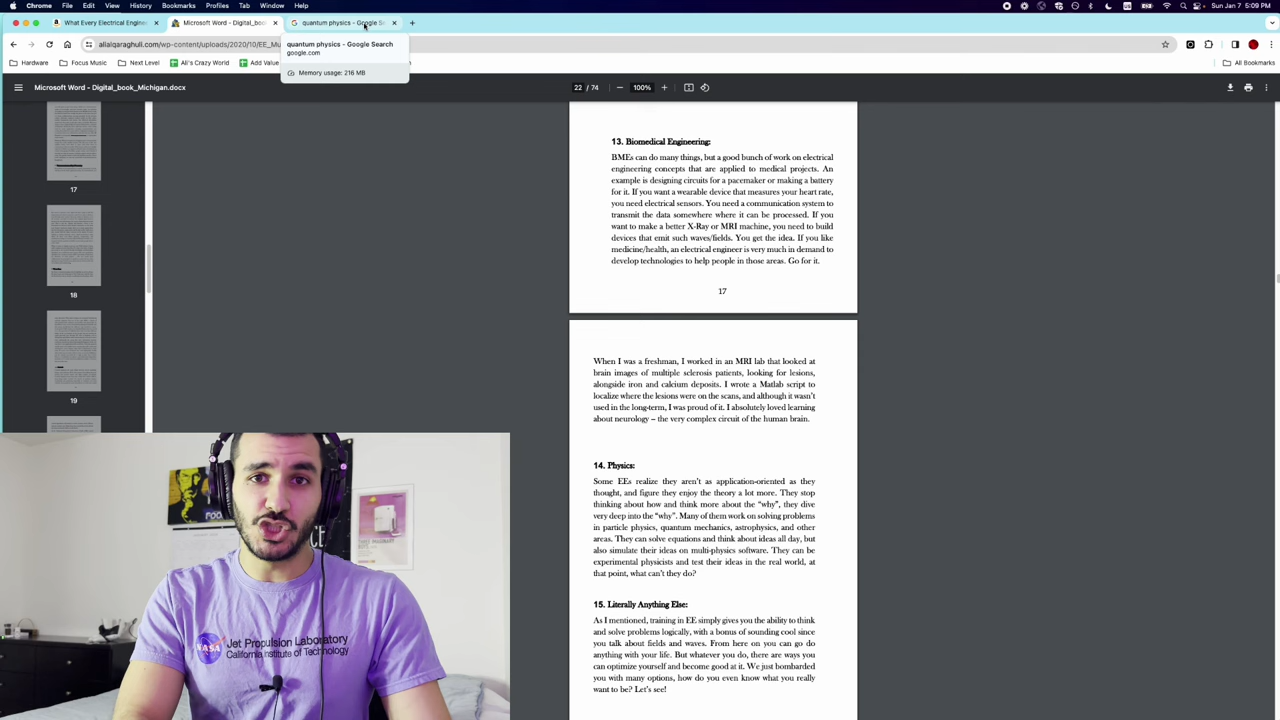 Chrome File Edit View History Bookmarks Profiles Tab Window Help
Sun Jan 7 5:09 PM
What Every Electrical Engine
Microsoft Word - Digital_boo
quantum physics - Google Se
allalqaraghuli.com/wp-content/uploads/2020/10/EE_Mu
quantum physics - Google Search
google.com
Memory usage: 216 MB
Hardware Focus Music Next Level Ali's Crazy World Add Value
All Bookmarks
Microsoft Word - Digital_book_Michigan.docx
22 / 74
100%
17
18
19
13. Biomedical Engineering:
BMEs can do many things, but a good bunch of work on electrical
engineering concepts that are applied to medical projects. An
example is designing circuits for a pacemaker or making a battery
for it. If you want a wearable device that measures your heart rate,
you need electrical sensors. You need a communication system to
transmit the data somewhere where it can be processed. If you
want to make a better X-Ray or MRI machine, you need to build
devices that emit such waves/fields. You get the idea. If you like
medicine/health, an electrical engineer is very much in demand to
develop technologies to help people in those areas. Go for it.
17
When I was a freshman, I worked in an MRI lab that looked at
brain images of multiple sclerosis patients, looking for lesions,
alongside iron and calcium deposits. I wrote a Matlab script to
localize where the lesions were on the scans, and although it wasn't
used in the long-term, I was proud of it. I absolutely loved learning
about neurology – the very complex circuit of the human brain.
14. Physics:
Some EEs realize they aren't as application-oriented as they
thought, and figure they enjoy the theory a lot more. They stop
thinking about how and think more about the “why”, they dive
very deep into the “why”. Many of them work on solving problems
in particle physics, quantum mechanics, astrophysics, and other
areas. They can solve equations and think about ideas all day, but
also simulate their ideas on multi-physics software. They can be
experimental physicists and test their ideas in the real world, at
that point, what can't they do?
15. Literally Anything Else:
As I mentioned, training in EE simply gives you the ability to think
and solve problems logically, with a bonus of sounding cool since
you talk about fields and waves. From here on you can go do
anything with your life. But whatever you do, there are ways you
can optimize yourself and become good at it. We just bombarded
you with many options, how do you even know what you really
want to be? Let's see!
NASA
Jet Propulsion Laboratory
California Institute of Technology